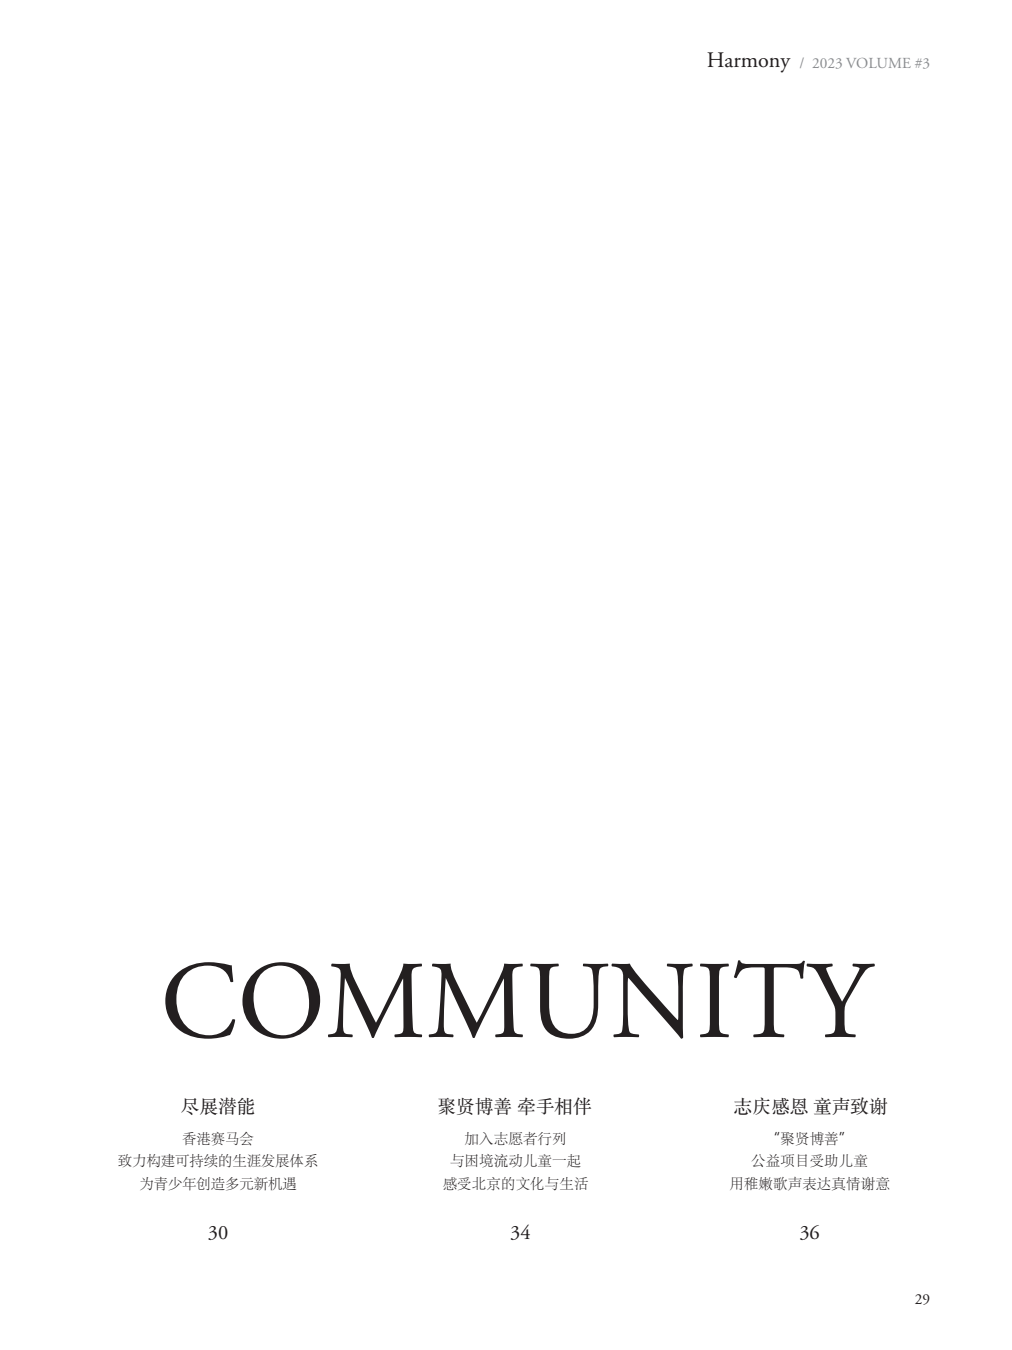 Harmony / 2023 VOLUME #3
COMMUNITY
尽展潜能
香港赛马会
致力构建可持续的生涯发展体系
为青少年创造多元新机遇
30
聚贤博善 牵手相伴
加入志愿者行列
与困境流动儿童一起
感受北京的文化与生活
34
志庆感恩 童声致谢
“聚贤博善”
公益项目受助儿童
用稚嫩歌声表达真情谢意
36
29